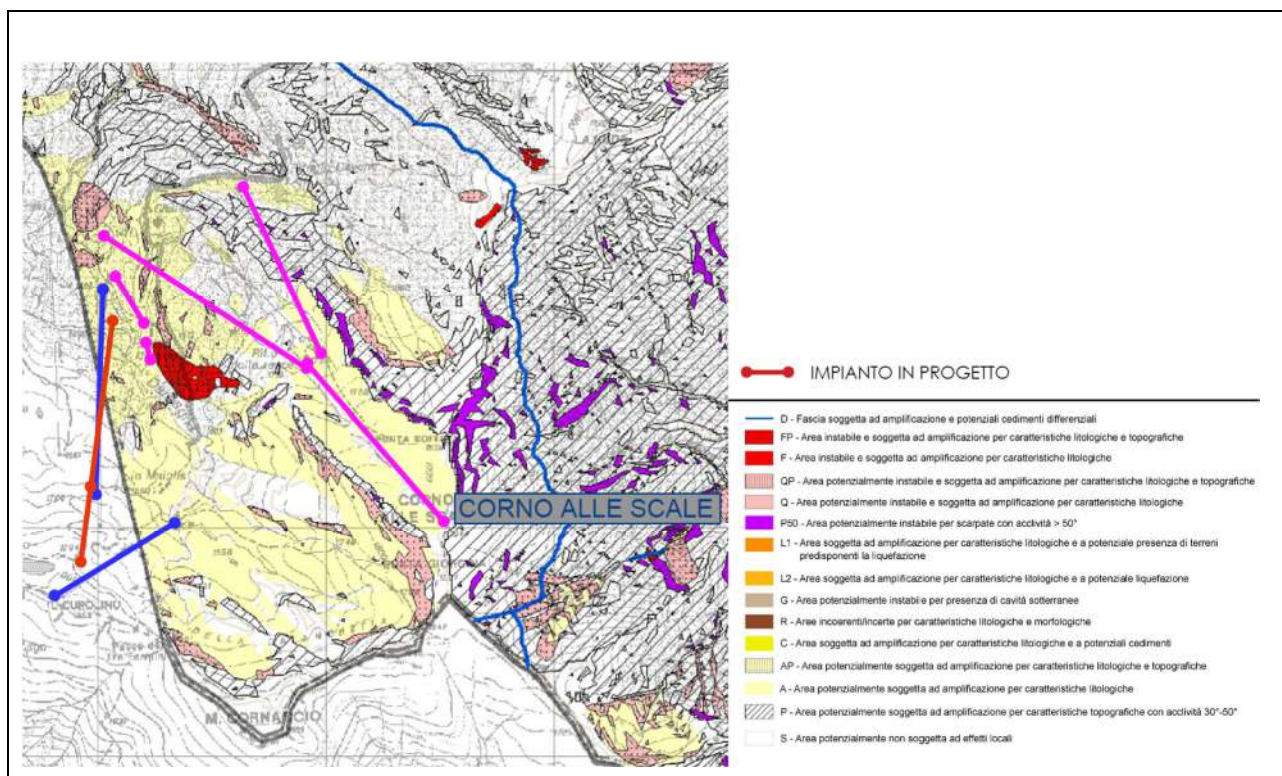 CORNO ALLE SCALE
M. CORNACCIO
IMPIANTO IN PROGETTO
D - Fascia soggetta ad amplificazione e potenziali cedimenti differenziali
FP - Area instabile e soggetta ad amplificazione per caratteristiche litologiche e topografiche
F - Area instabile e soggetta ad amplificazione per caratteristiche litologiche
QP - Area potenzialmente instabile e soggetta ad amplificazione per caratteristiche litologiche e topografiche
Q - Area potenzialmente instabile e soggetta ad amplificazione per caratteristiche litologiche
P50 - Area potenzialmente instabile per scarpate con acclività > 50°
L1 - Area soggetta ad amplificazione per caratteristiche litologiche e a potenziale presenza di terreni
predisponenti la liquefazione
L2 - Area soggetta ad amplificazione per caratteristiche litologiche e a potenziale liquefazione
G - Area potenzialmente instabile per presenza di cavità sotterranee
R - Aree incoerenti/incerte per caratteristiche litologiche e morfologiche
C - Area soggetta ad amplificazione per caratteristiche litologiche e a potenziali cedimenti
AP - Area potenzialmente soggetta ad amplificazione per caratteristiche litologiche e topografiche
A - Area potenzialmente soggetta ad amplificazione per caratteristiche litologiche
P - Area potenzialmente soggetta ad amplificazione per caratteristiche topografiche con acclività 30°-50°
S - Area potenzialmente non soggetta ad effetti locali